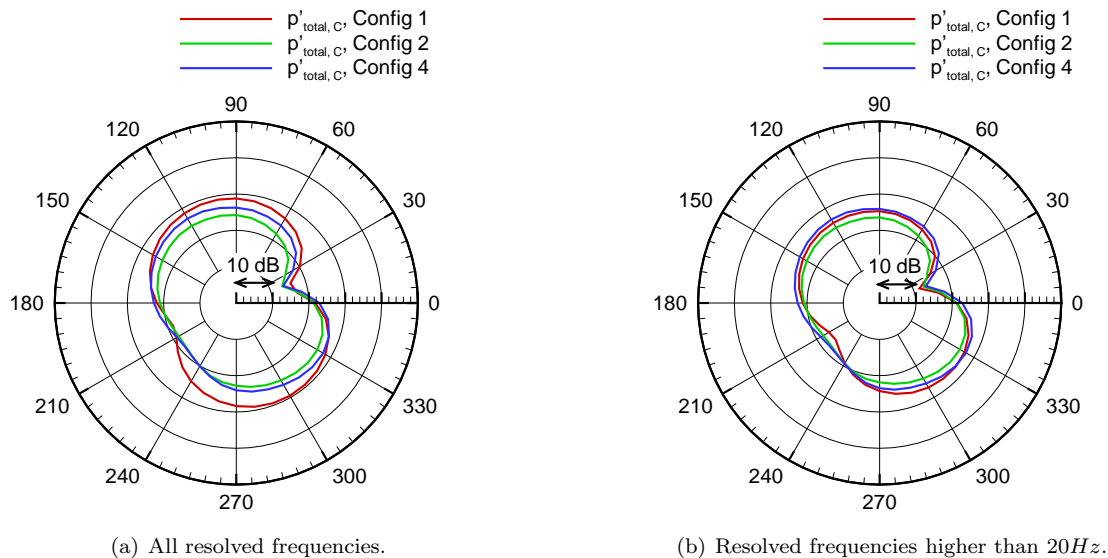 p'total, C, Config 1
p'total, C, Config 2
p'total, C, Config 4
90
120
60
150
30
10 dB
180
0
210
330
240
300
270
(a) All resolved frequencies.
p'total, C, Config 1
p'total, C, Config 2
p'total, C, Config 4
90
120
60
150
30
10 dB
180
0
210
330
240
300
270
(b) Resolved frequencies higher than 20Hz.